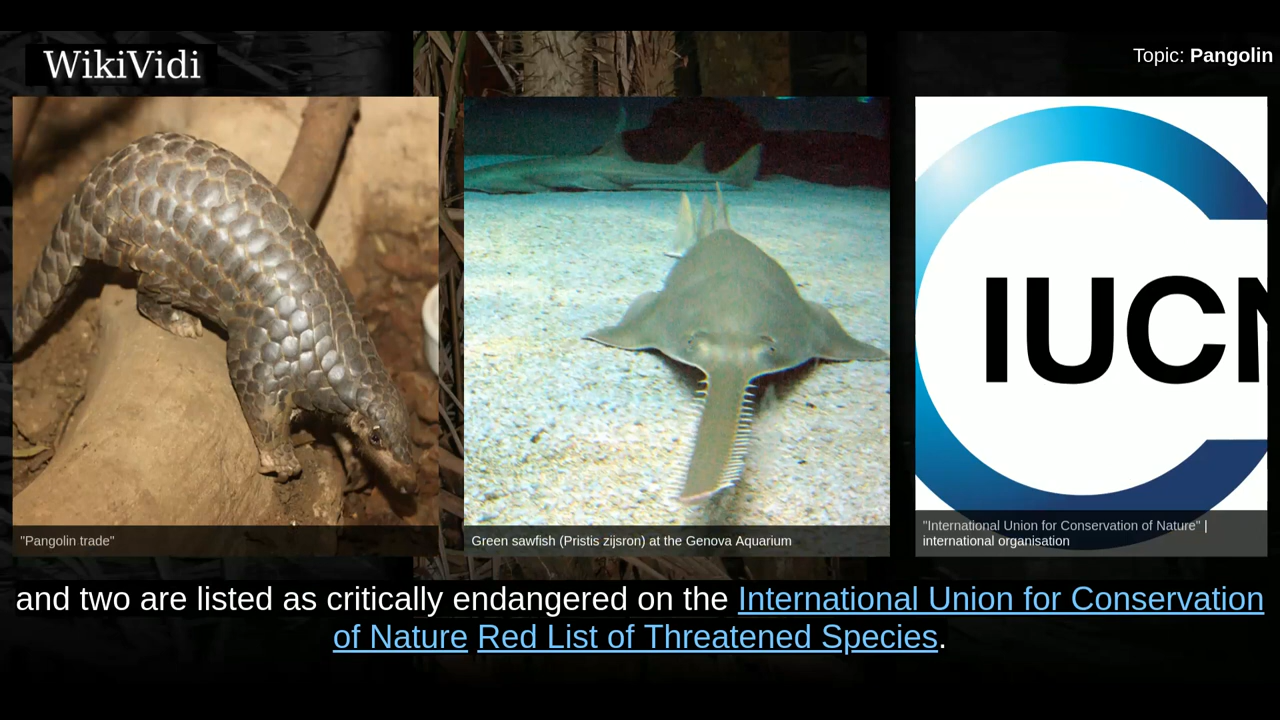 WikiVidi
Topic: Pangolin
"Pangolin trade"
Green sawfish (Pristis zijsron) at the Genova Aquarium
IUCN
"International Union for Conservation of Nature" |
international organisation
and two are listed as critically endangered on the International Union for Conservation
of Nature Red List of Threatened Species.